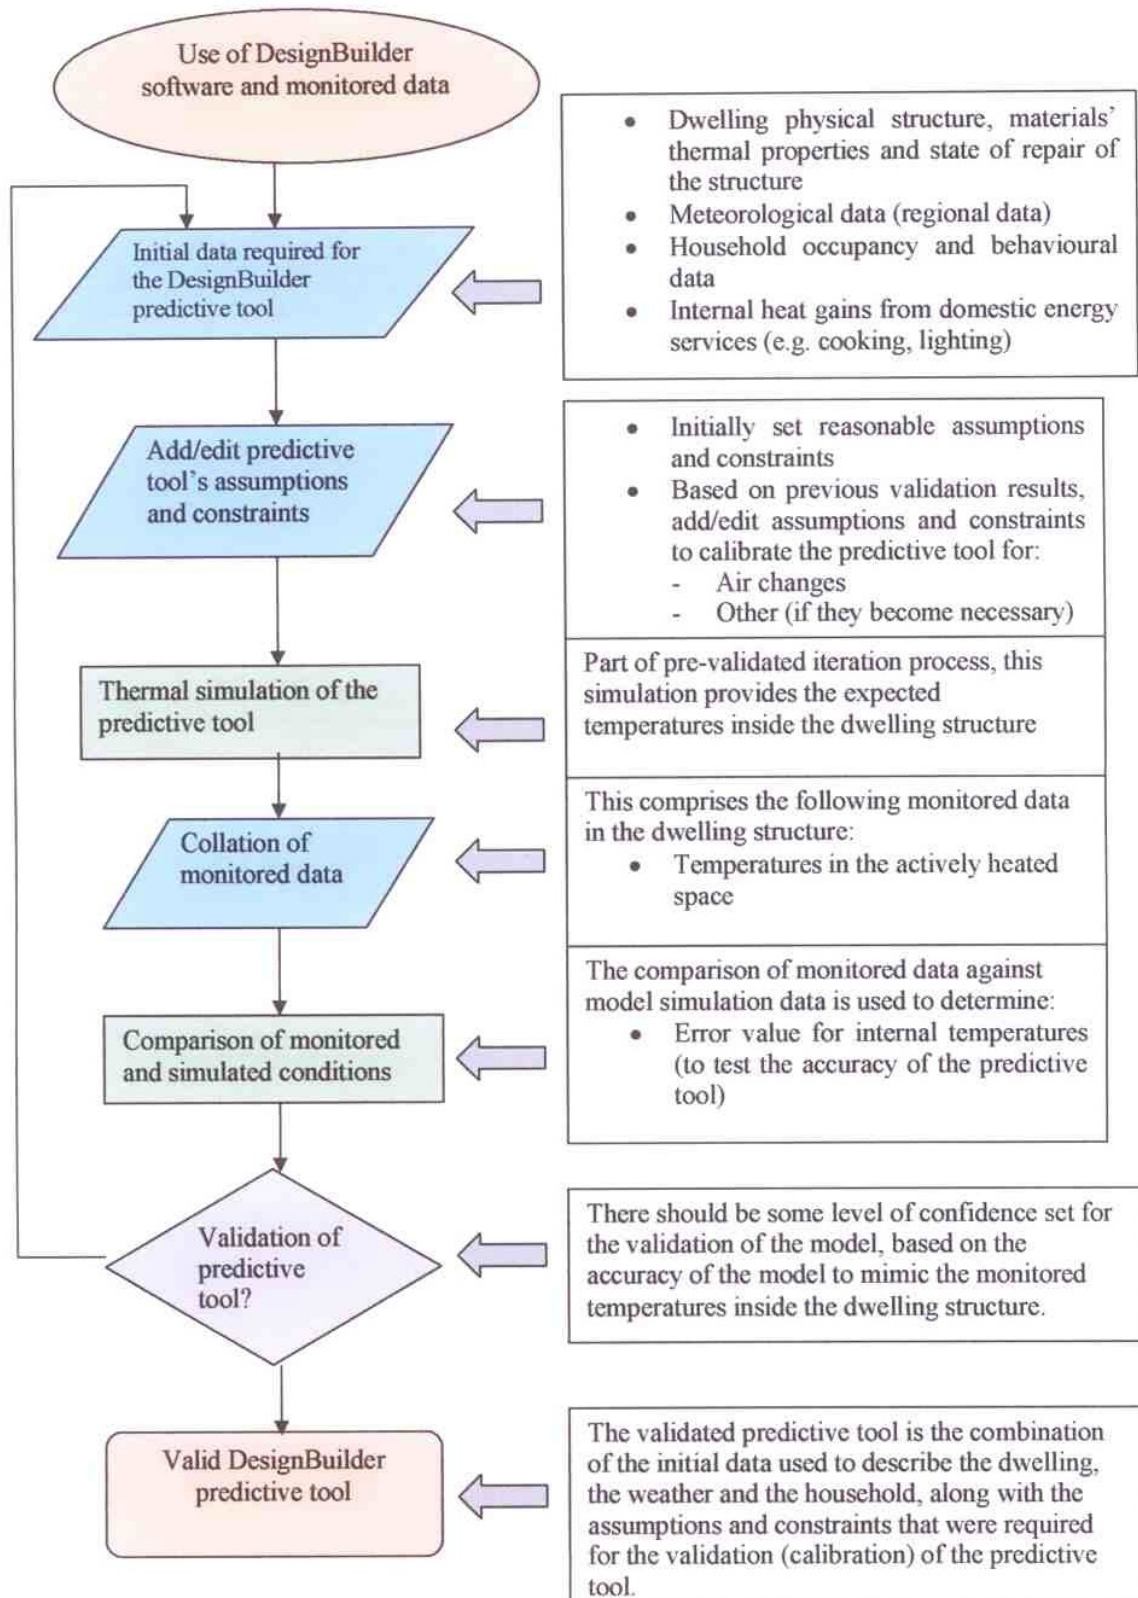 Use of DesignBuilder
software and monitored data
• Dwelling physical structure, materials'
thermal properties and state of repair of
the structure
• Meteorological data (regional data)
• Household occupancy and behavioural
data
• Internal heat gains from domestic energy
services (e.g. cooking, lighting)
Initial data required for
the DesignBuilder
predictive tool
Add/edit predictive
tool's assumptions
and constraints
• Initially set reasonable assumptions
and constraints
• Based on previous validation results,
add/edit assumptions and constraints
to calibrate the predictive tool for:
- Air changes
- Other (if they become necessary)
Thermal simulation of the
predictive tool
Part of pre-validated iteration process, this
simulation provides the expected
temperatures inside the dwelling structure
Collation of
monitored data
This comprises the following monitored data
in the dwelling structure:
• Temperatures in the actively heated
space
Comparison of monitored
and simulated conditions
The comparison of monitored data against
model simulation data is used to determine:
• Error value for internal temperatures
(to test the accuracy of the predictive
tool)
Validation of
predictive
tool?
There should be some level of confidence set for
the validation of the model, based on the
accuracy of the model to mimic the monitored
temperatures inside the dwelling structure.
Valid DesignBuilder
predictive tool
The validated predictive tool is the combination
of the initial data used to describe the dwelling,
the weather and the household, along with the
assumptions and constraints that were required
for the validation (calibration) of the predictive
tool.